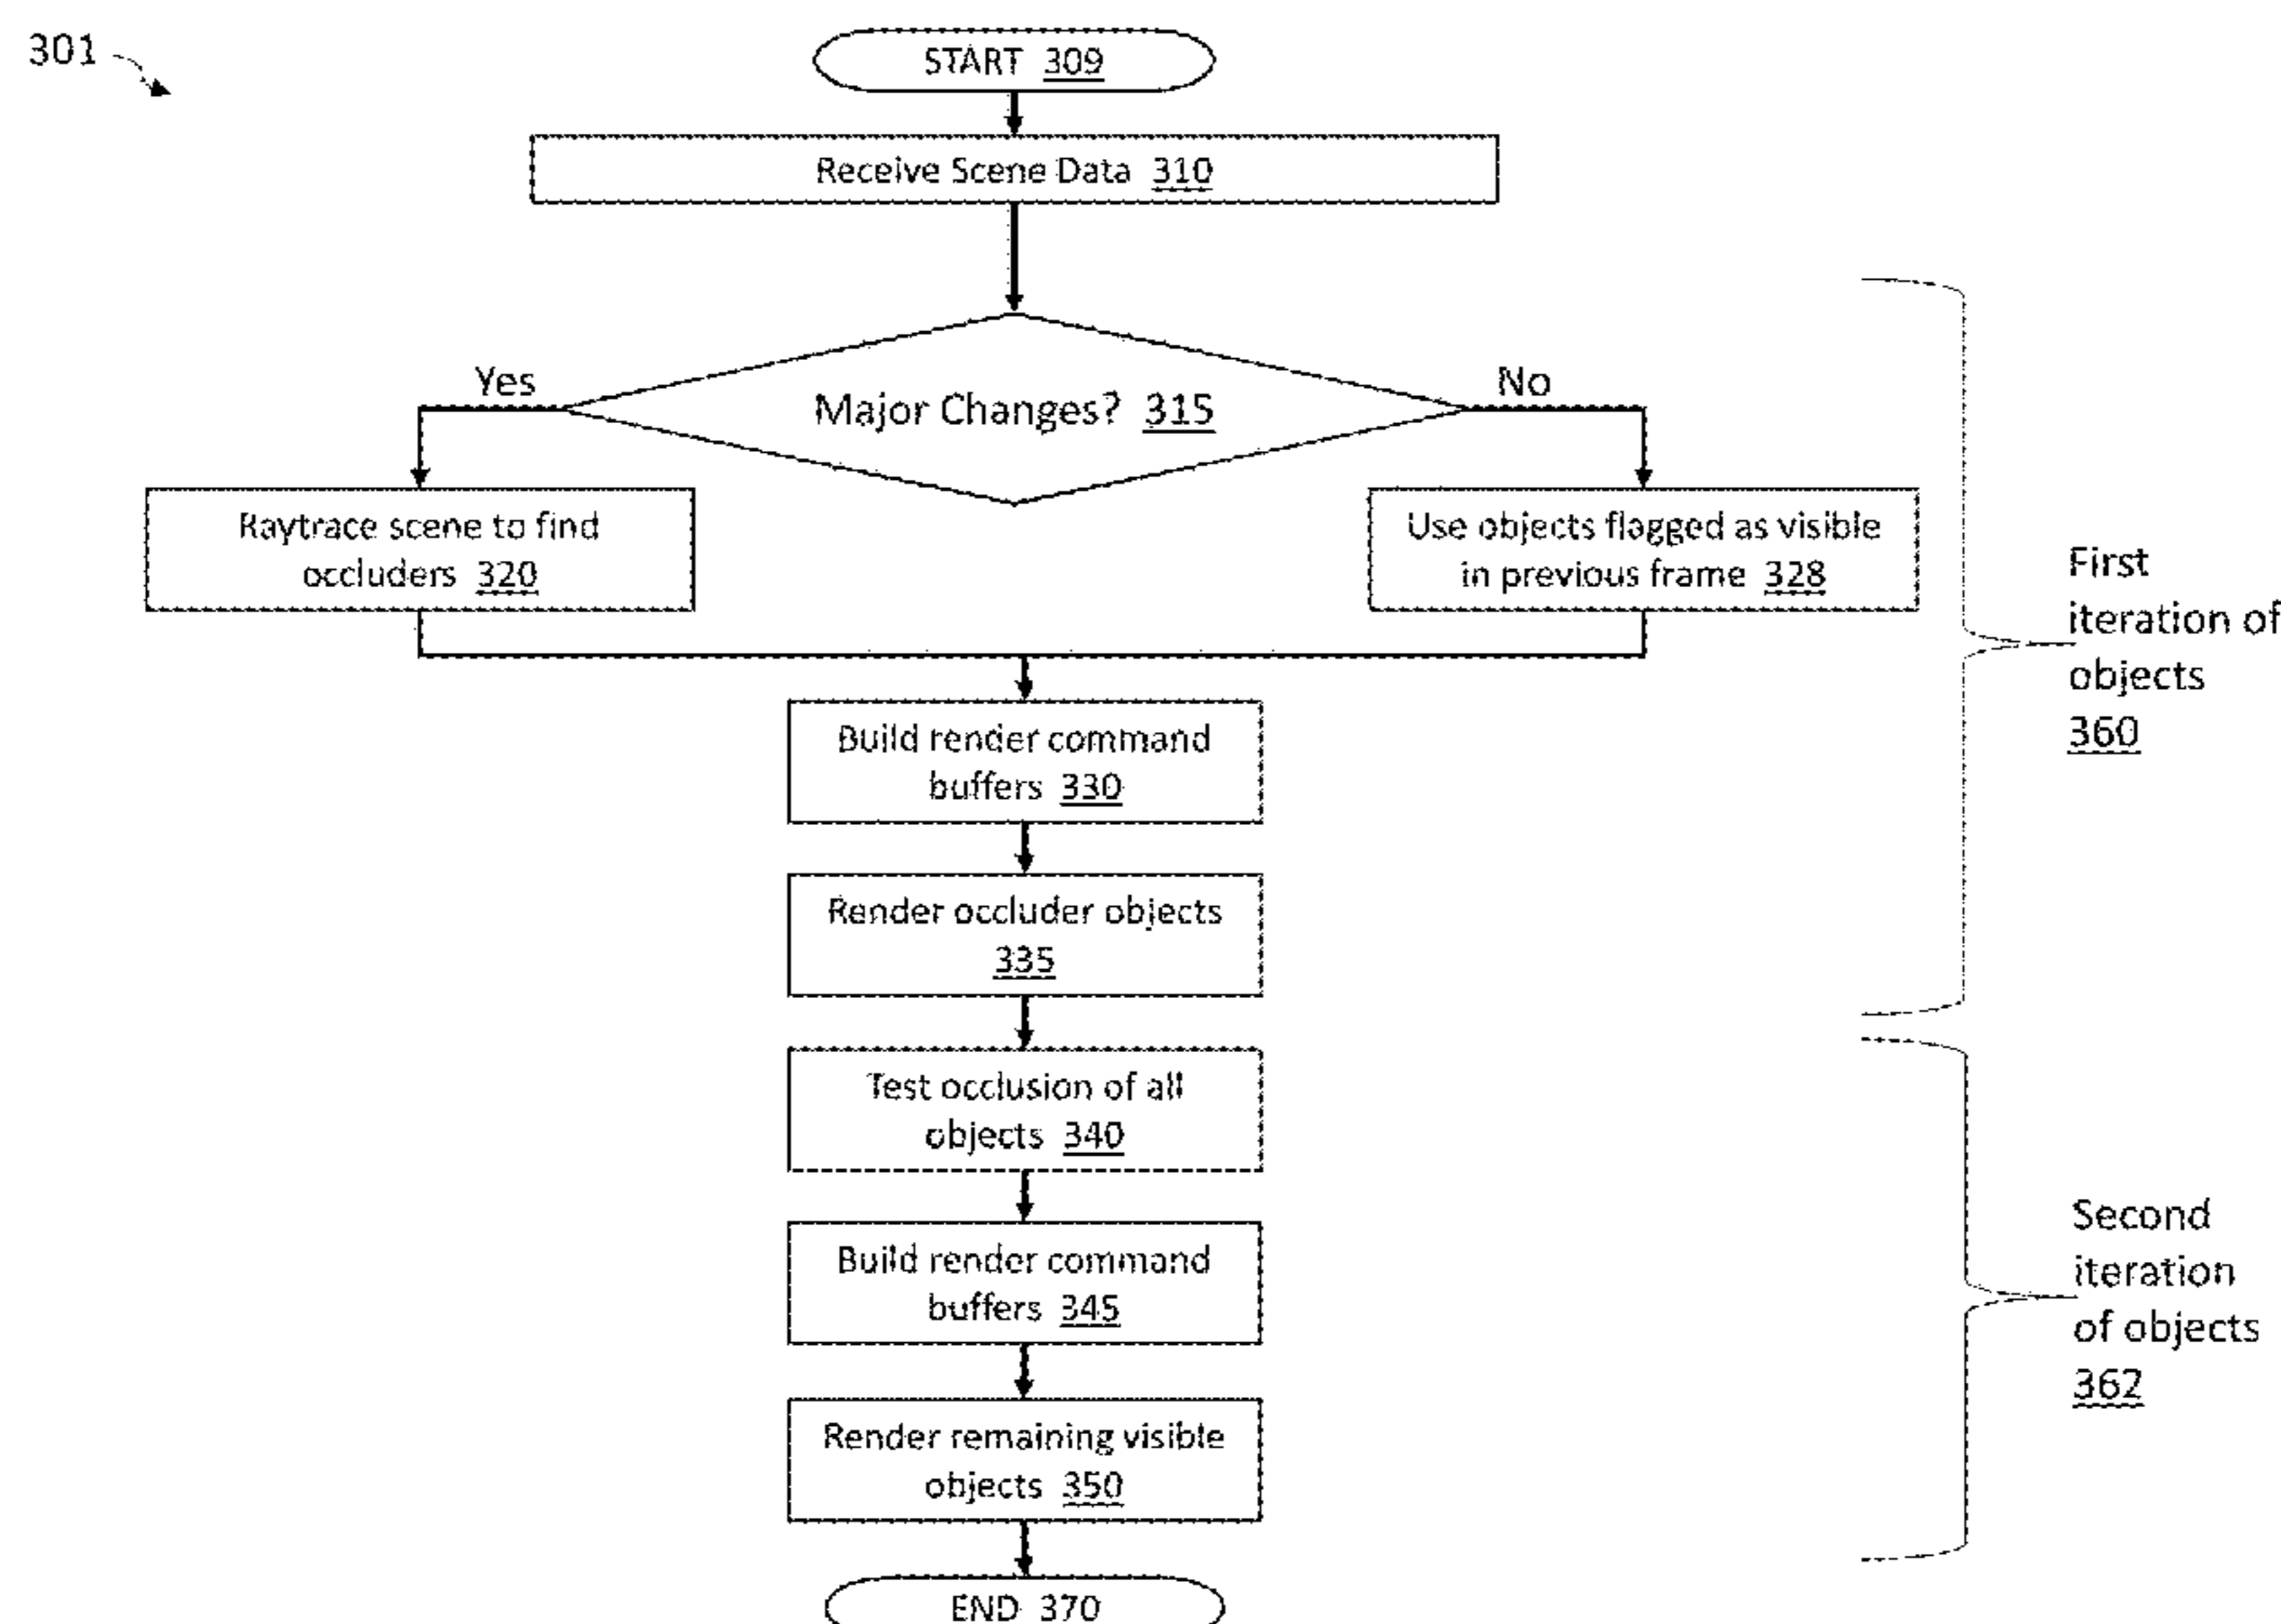 301
START 309
Receive Scene Data 310
Major Changes? 315
Yes
No
Raytrace scene to find
occluders 320
Use objects flagged as visible
in previous frame 328
Build render command
buffers 330
Render occluder objects
335
Test occlusion of all
objects 340
Build render command
buffers 345
Render remaining visible
objects 350
END 370
First
iteration of
objects
360
Second
iteration
of objects
362